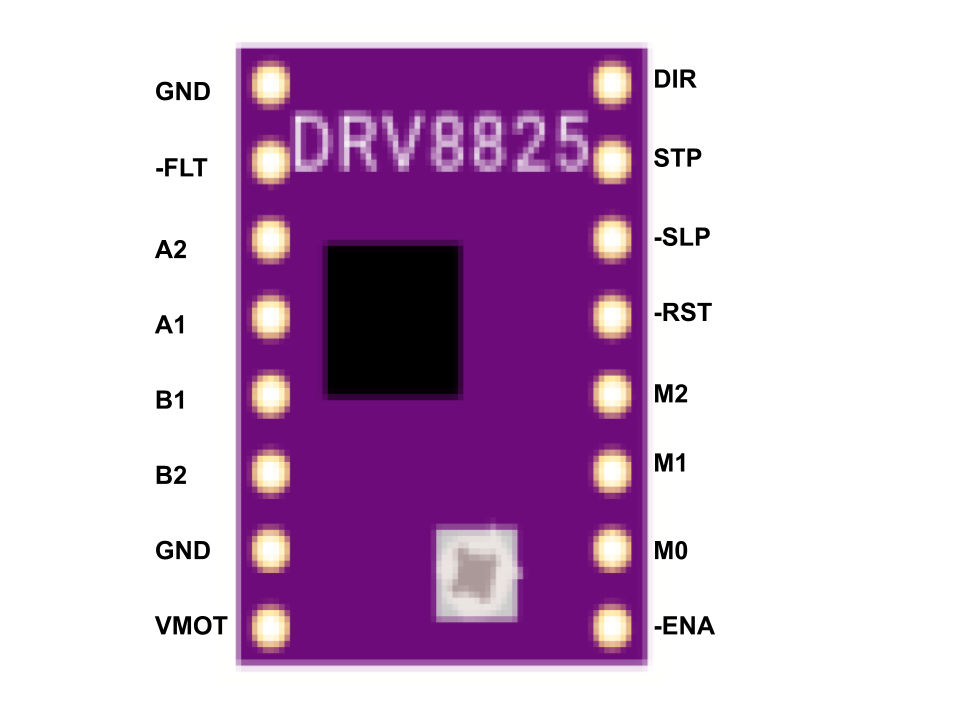 GND
DIR
DRV8825
-FLT
STP
A2
-SLP
A1
-RST
B1
M2
B2
M1
GND
M0
VMOT
-ENA